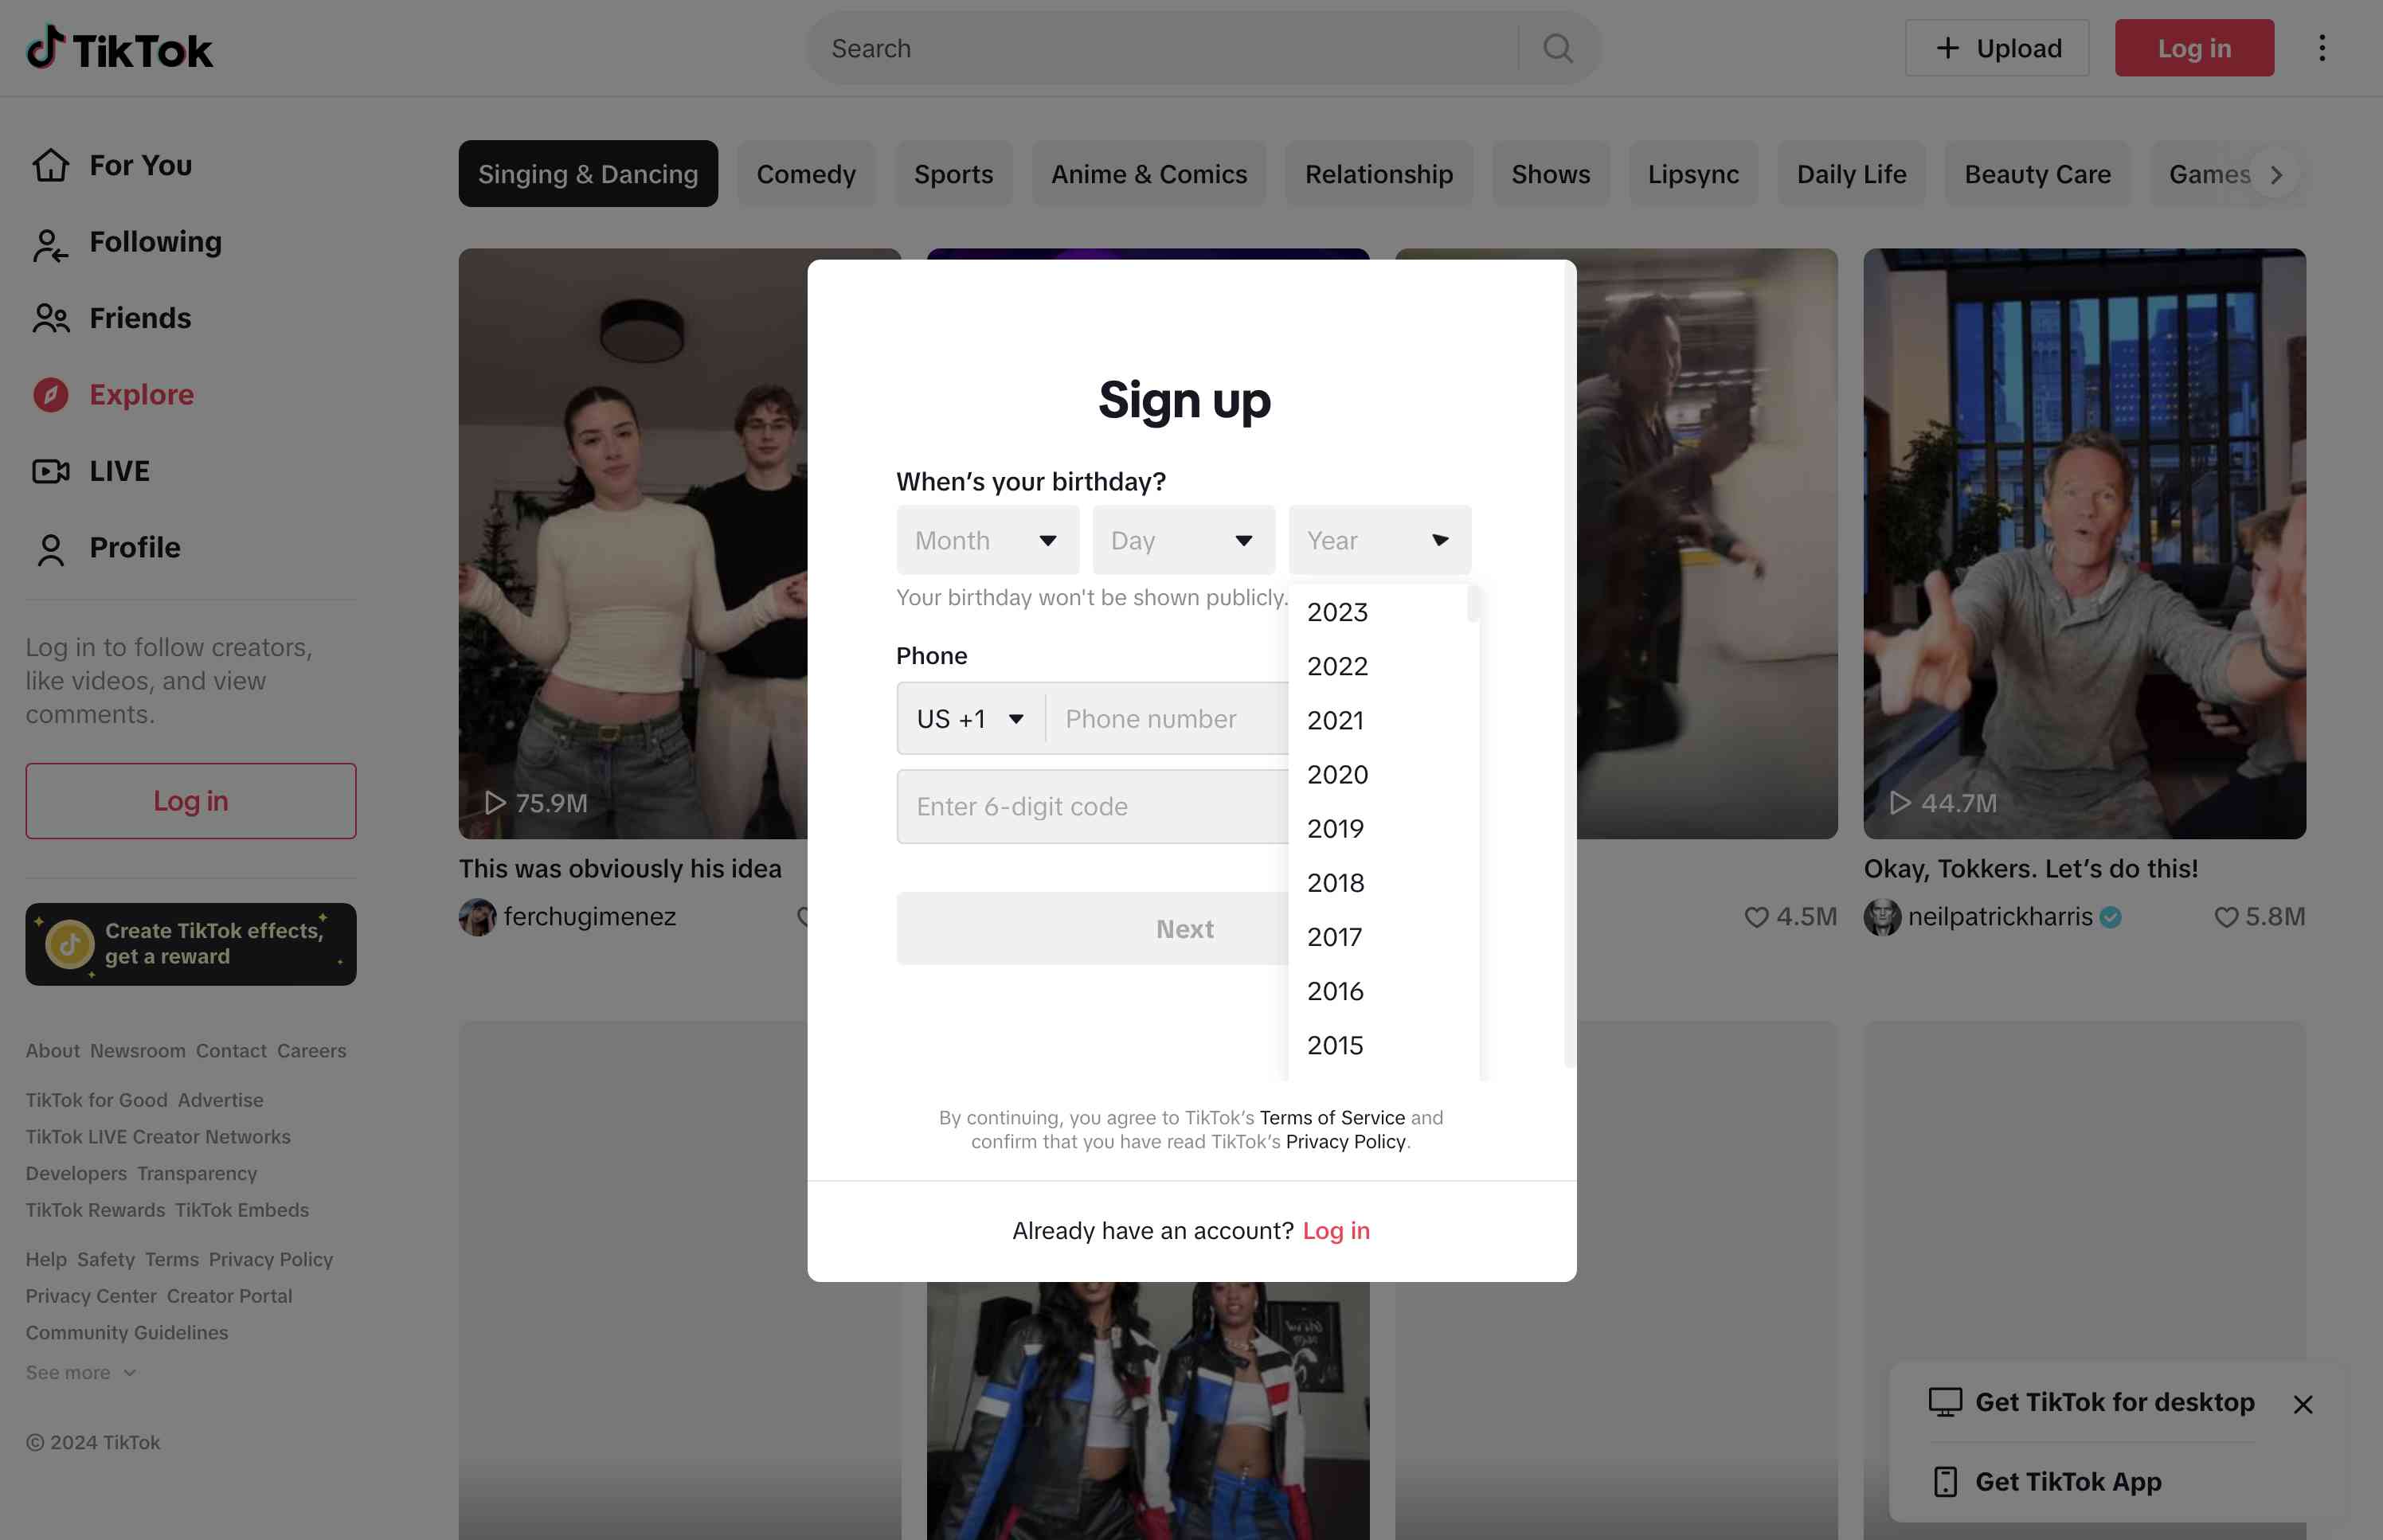 TikTok
Search
Upload
Log in
For You
Following
Friends
Explore
LIVE
Profile
Log in to follow creators,
like videos, and view
comments.
Log in
Create TikTok effects,
get a reward
About Newsroom Contact Careers
TikTok for Good Advertise
TikTok LIVE Creator Networks
Developers Transparency
TikTok Rewards TikTok Embeds
Help Safety Terms Privacy Policy
Privacy Center Creator Portal
Community Guidelines
See more
© 2024 TikTok
Singing & Dancing Comedy Sports Anime & Comics Relationship Shows Lipsync Daily Life Beauty Care Games
75.9M
This was obviously his idea
ferchugimenez
4.5M
44.7M
Okay, Tokkers. Let’s do this!
neilpatrickharris 5.8M
Sign up
When’s your birthday?
Month Day Year
Your birthday won't be shown publicly.
Phone
US +1 Phone number
Enter 6-digit code
Next
2023
2022
2021
2020
2019
2018
2017
2016
2015
By continuing, you agree to TikTok’s Terms of Service and
confirm that you have read TikTok’s Privacy Policy.
Already have an account? Log in
Get TikTok for desktop
Get TikTok App